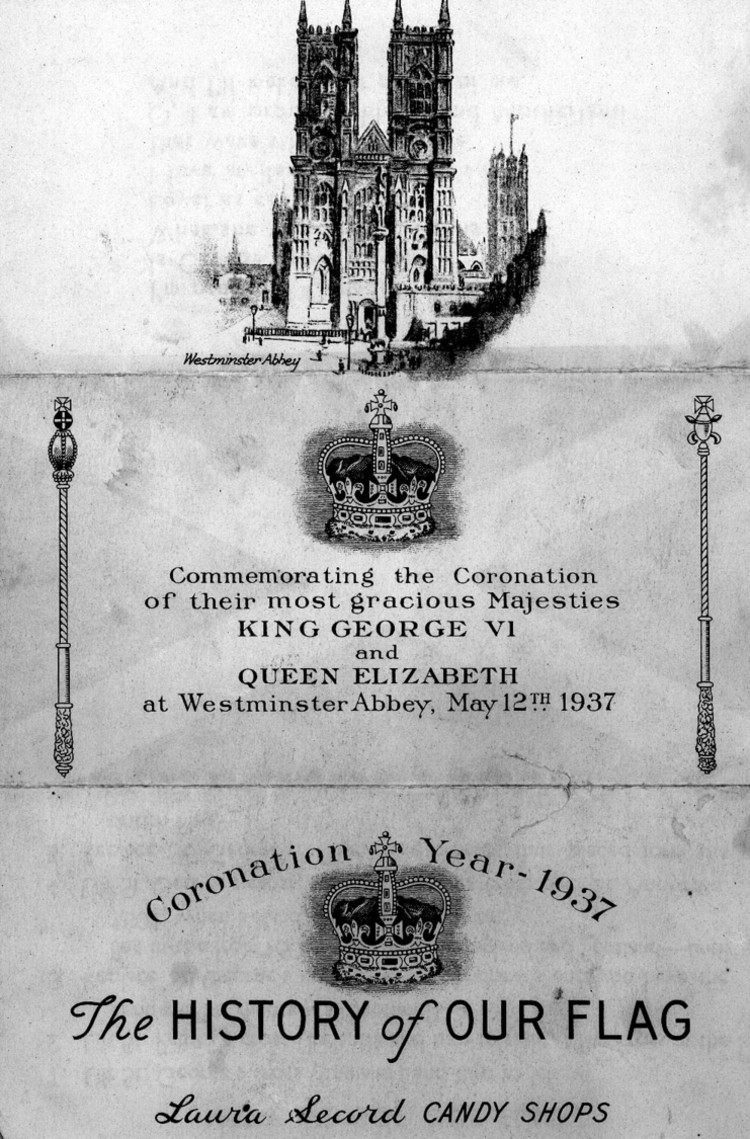 Westminster Abbey
Commemorating the Coronation
of their most gracious Majesties
KING GEORGE VI
and
QUEEN ELIZABETH
at Westminster Abbey, May 12TH 1937
Coronation Year-1937
The HISTORY of OUR FLAG
Laura Secord CANDY SHOPS